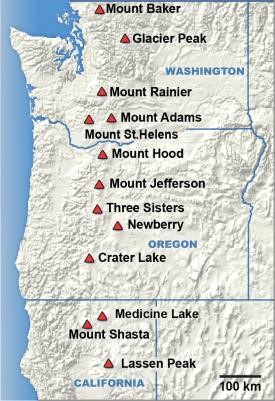 Mount Baker
Glacier Peak
WASHINGTON
Mount Rainier
Mount Adams
Mount St.Helens
Mount Hood
Mount Jefferson
Three Sisters
Newberry
OREGON
Crater Lake
Medicine Lake
Mount Shasta
Lassen Peak
CALIFORNIA
100 km